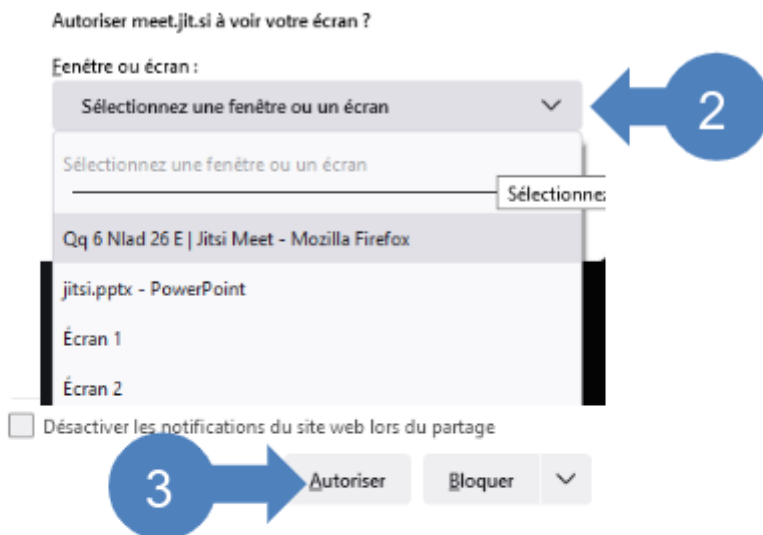 Autoriser meet.jit.si à voir votre écran ?
Fenêtre ou écran :
Sélectionnez une fenêtre ou un écran
2
Sélectionnez une fenêtre ou un écran
Sélectionnez
Qq 6 Nlad 26 E | Jitsi Meet - Mozilla Firefox
jitsi.pptx - PowerPoint
Écran 1
Écran 2
Désactiver les notifications du site web lors du partage
3
Autoriser
Bloquer